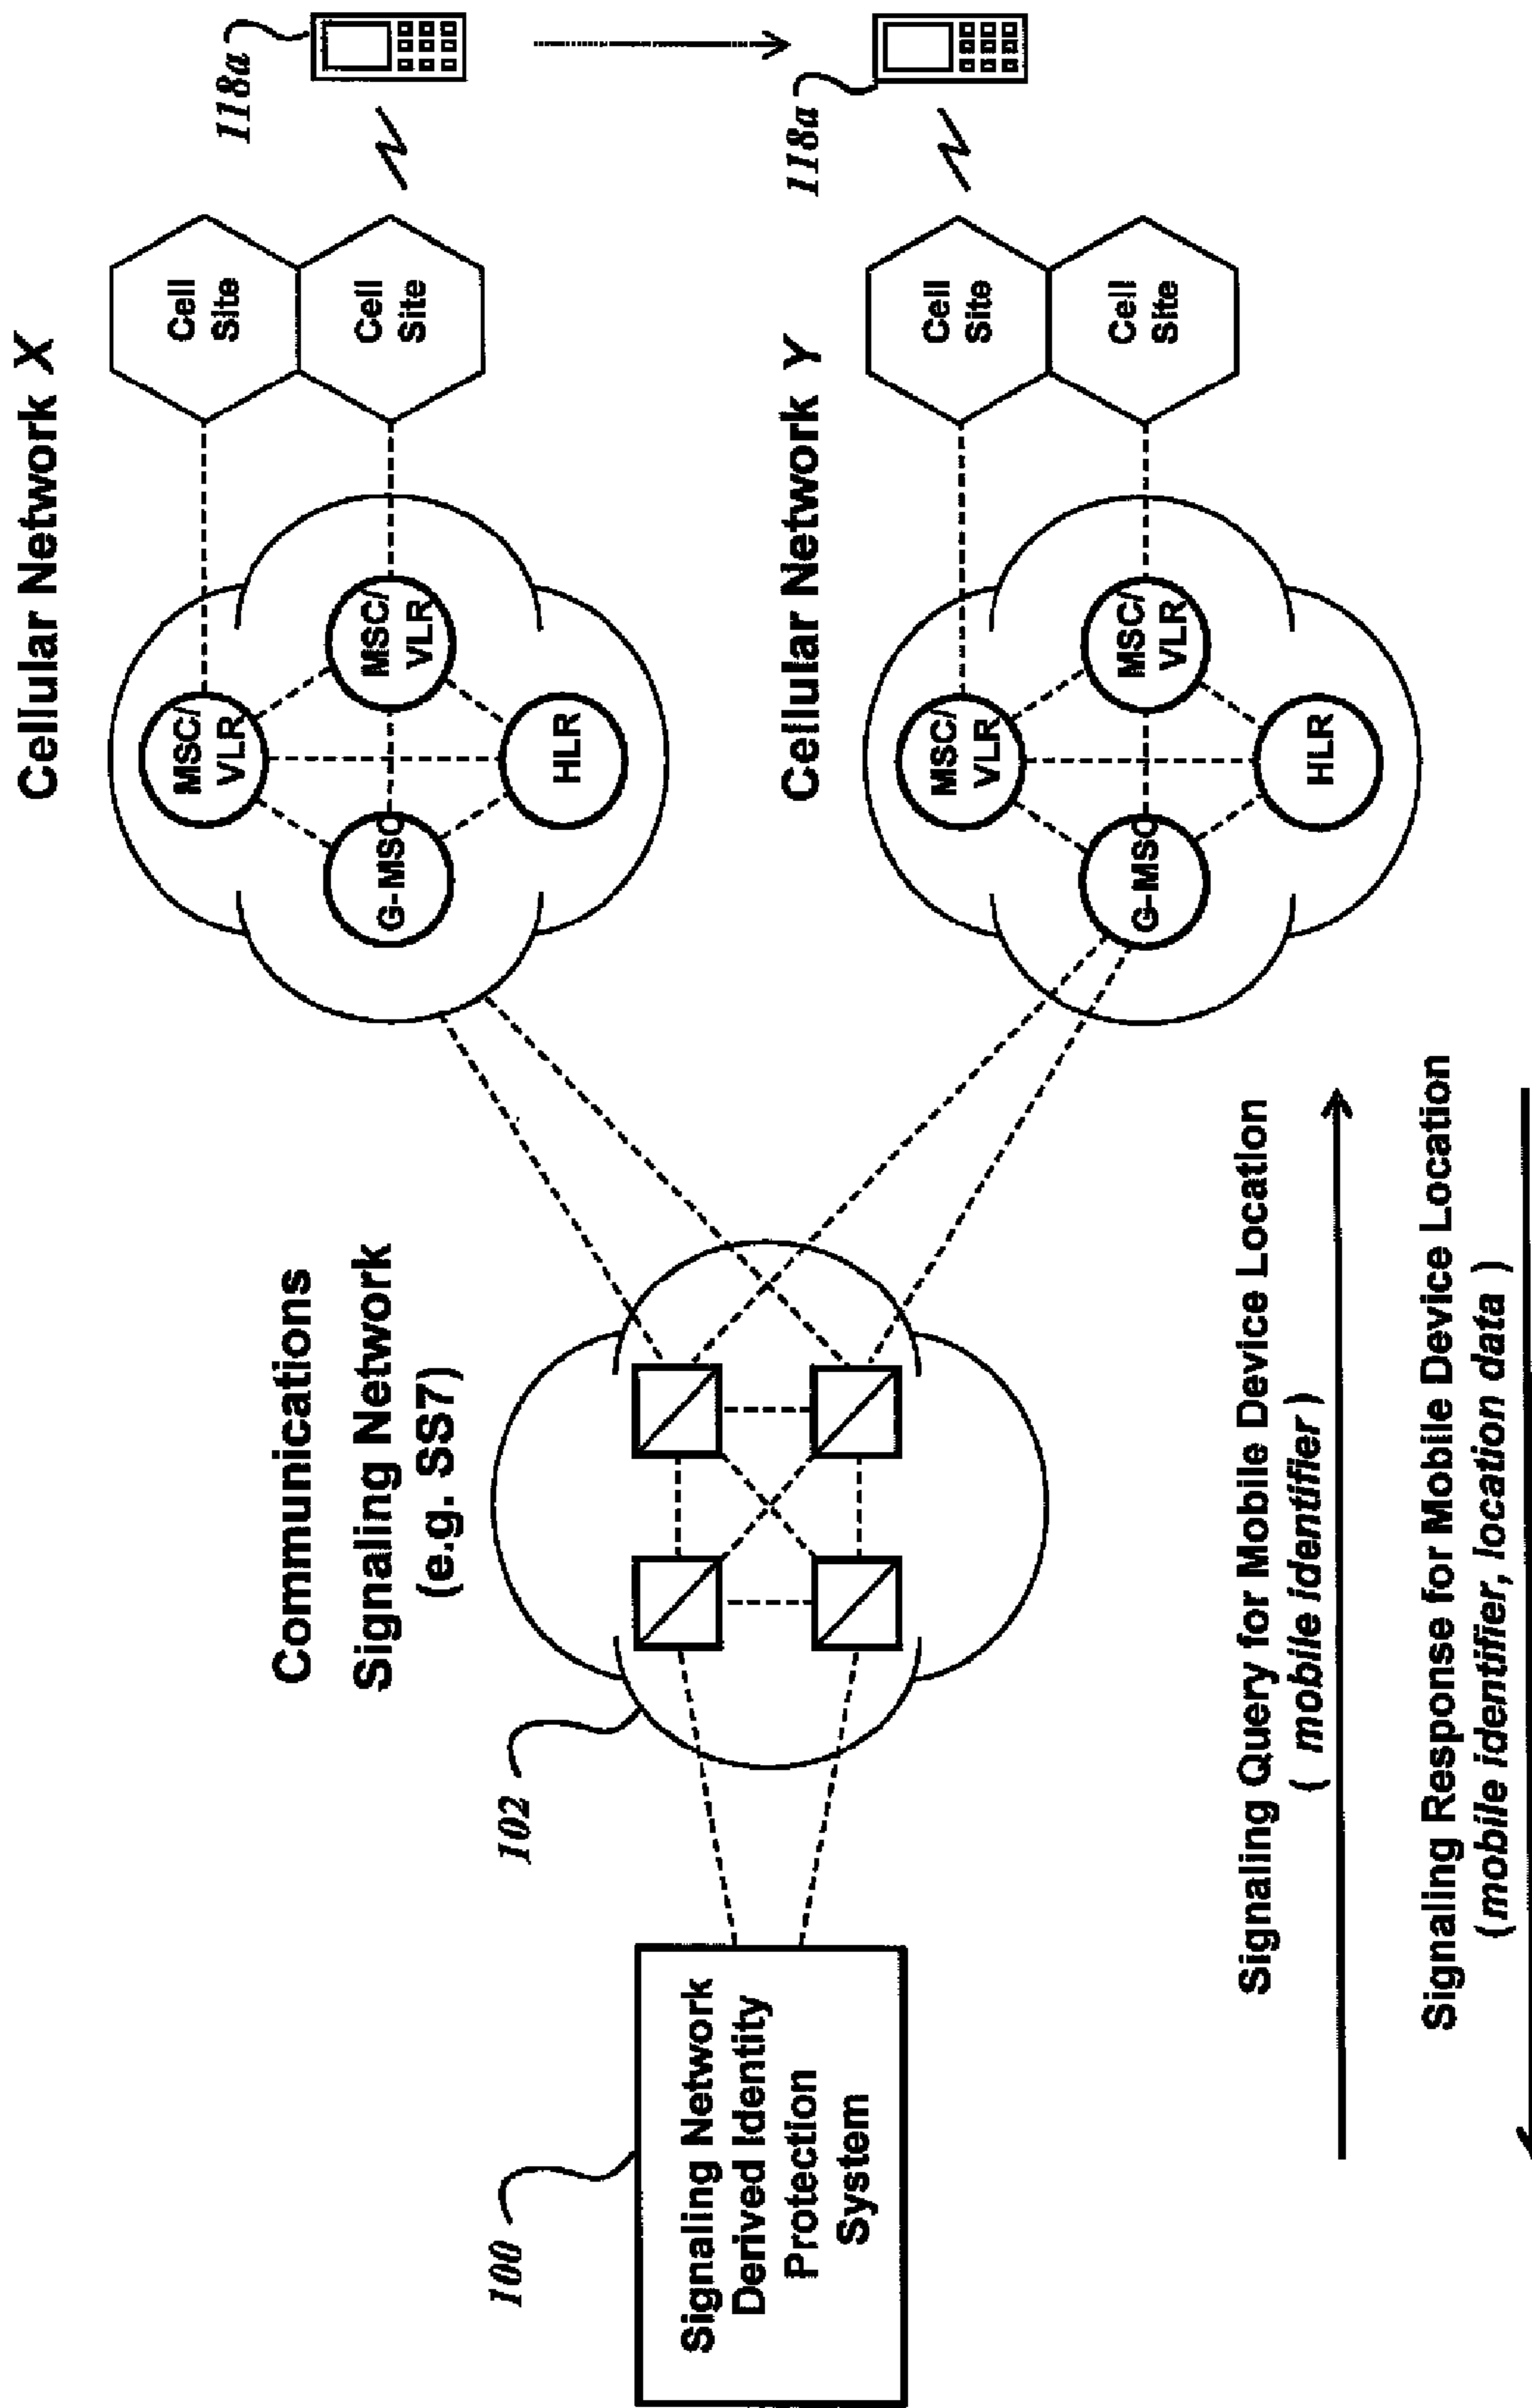 Cellular Network X
118a
MSC/
VLR
MSC/
VLR
G-MSC
HLR
Cell
Site
Cell
Site
Communications
Signaling Network
(e.g. SS7)
102
100
Signaling Network
Derived Identity
Protection
System
Cellular Network Y
118a
MSC/
VLR
MSC/
VLR
G-MSC
HLR
Cell
Site
Cell
Site
Signaling Query for Mobile Device Location
( mobile identifier)
Signaling Response for Mobile Device Location
(mobile identifier, location data )